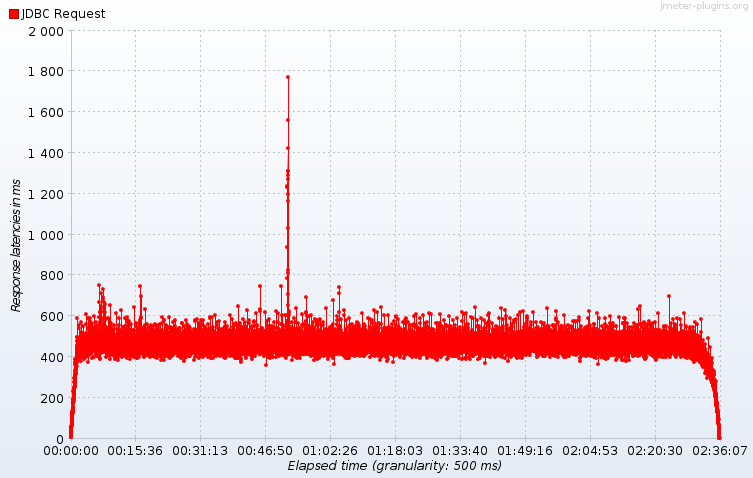 jmeter-plugins.org
JDBC Request
2 000
1 800
1 600
1 400
1 200
1 000
800
600
400
200
0
Response latencies in ms
00:00:00 00:15:36 00:31:13 00:46:50 01:02:26 01:18:03 01:33:40 01:49:16 02:04:53 02:20:30 02:36:07
Elapsed time (granularity: 500 ms)